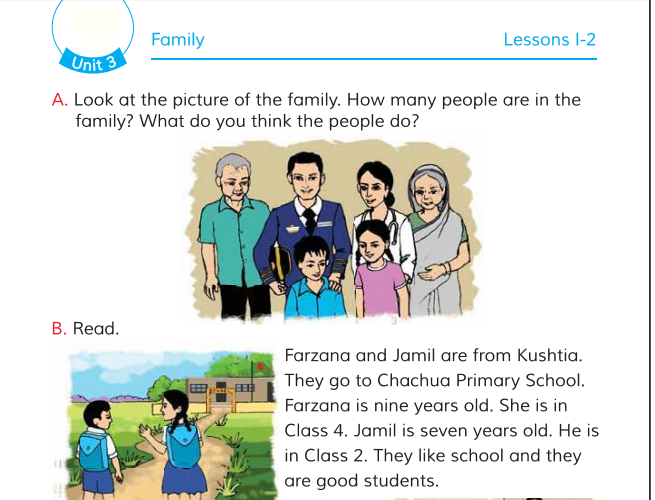 Family
Lessons 1-2
Unit 3
A. Look at the picture of the family. How many people are in the
family? What do you think the people do?
B. Read.
Farzana and Jamil are from Kushtia.
They go to Chachua Primary School.
Farzana is nine years old. She is in
Class 4. Jamil is seven years old. He is
in Class 2. They like school and they
are good students.